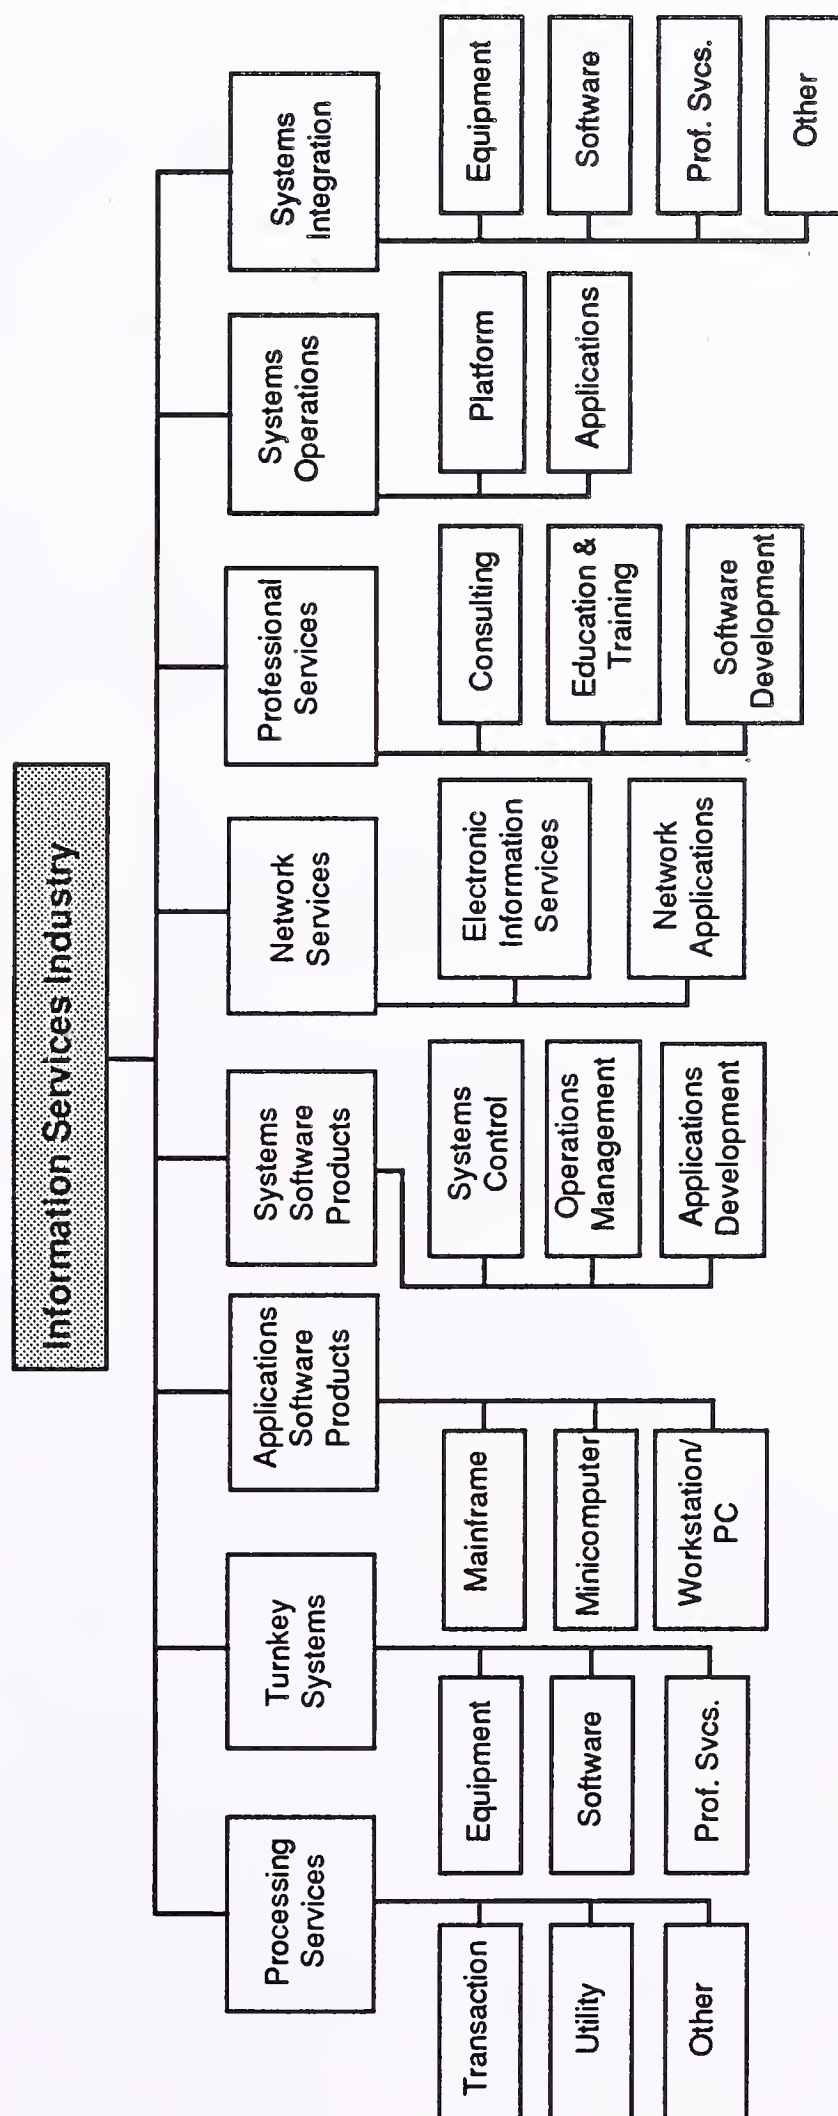 Information Services Industry
Processing
Services
Transaction
Utility
Other
Turnkey
Systems
Equipment
Software
Prof. Svcs.
Applications
Software
Products
Mainframe
Minicomputer
Workstation/
PC
Systems
Software
Products
Systems
Control
Operations
Management
Applications
Development
Network
Services
Electronic
Information
Services
Network
Applications
Professional
Services
Consulting
Education &
Training
Software
Development
Systems
Operations
Platform
Applications
Systems
Integration
Equipment
Software
Prof. Svcs.
Other